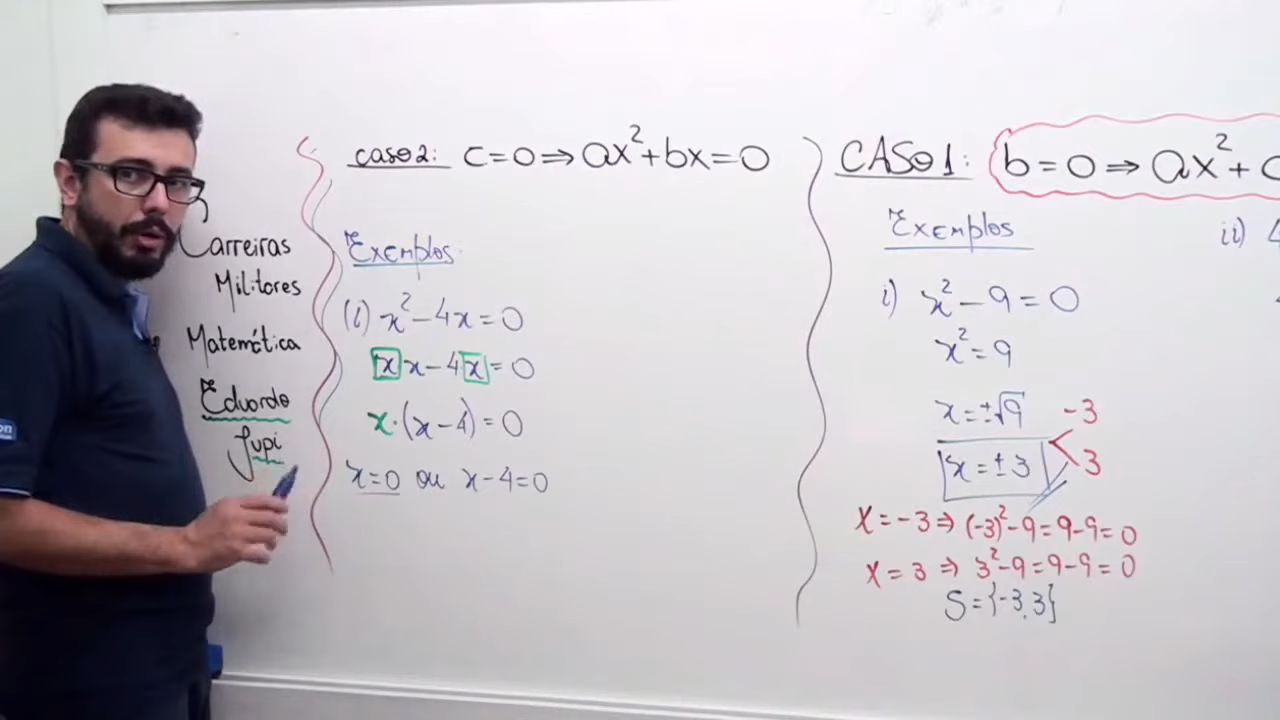 Carreiras
Militares
Matemática
Eduardo
Jupi
caso 2: c=0⇒ax²+bx=0
Exemplos
(i) x²-4x=0
x x-4x=0
x·(x-4)=0
x=0 ou x-4=0
CASO 1: b=0⇒ax²+c
Exemplos
i) x²-9=0
x²=9
x=±√9
-3
x=±3
3
x=-3⇒(-3)²-9=9-9=0
x=3⇒3²-9=9-9=0
S={-3,3}
ii) 4